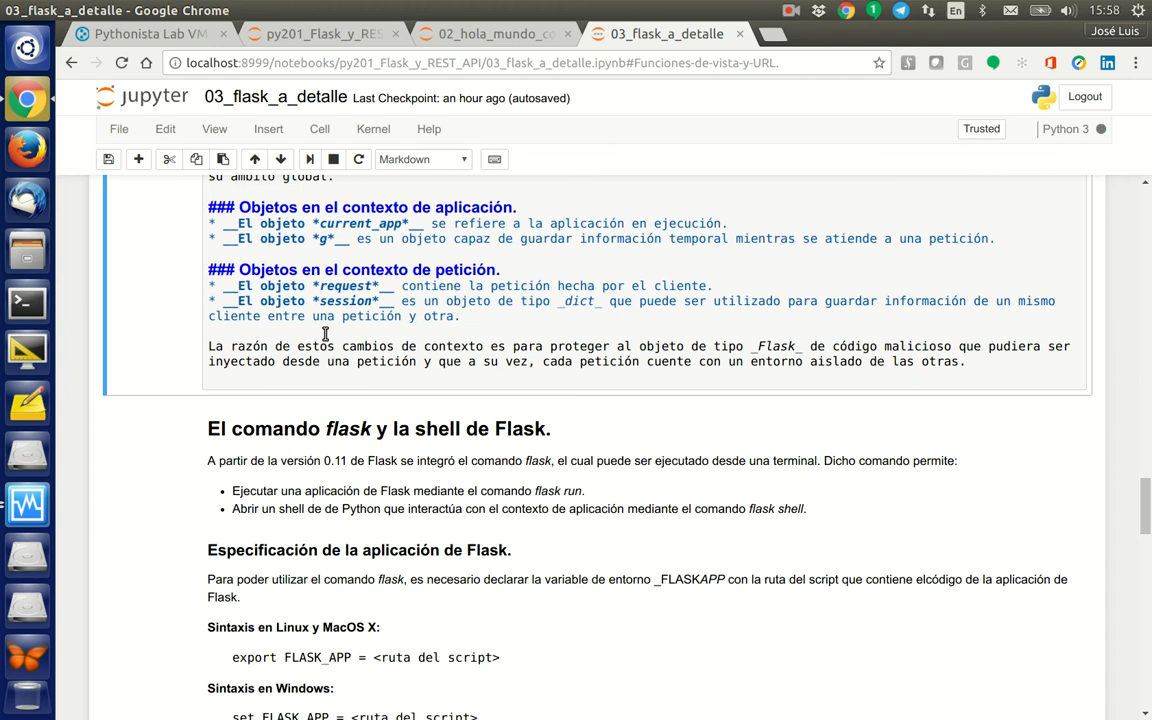 03_flask_a_detalle - Google Chrome
En
15:58
Pythonista Lab VM
py201_Flask_y_RES
02_hola_mundo_co
03_flask_a_detalle
José Luis
localhost:8999/notebooks/py201_Flask_y_REST_API/03_flask_a_detalle.ipynb#Funciones-de-vista-y-URL.
jupyter 03_flask_a_detalle Last Checkpoint: an hour ago (autosaved)
Logout
File Edit View Insert Cell Kernel Help
Trusted
Python 3
Markdown
su ámbito global.
### Objetos en el contexto de aplicación.
* __El objeto *current_app*__ se refiere a la aplicación en ejecución.
* __El objeto *g*__ es un objeto capaz de guardar información temporal mientras se atiende a una petición.
### Objetos en el contexto de petición.
* __El objeto *request*__ contiene la petición hecha por el cliente.
* __El objeto *session*__ es un objeto de tipo _dict_ que puede ser utilizado para guardar información de un mismo
cliente entre una petición y otra.
La razón de estos cambios de contexto es para proteger al objeto de tipo _Flask_ de código malicioso que pudiera ser
inyectado desde una petición y que a su vez, cada petición cuente con un entorno aislado de las otras.
El comando flask y la shell de Flask.
A partir de la versión 0.11 de Flask se integró el comando flask, el cual puede ser ejecutado desde una terminal. Dicho comando permite:
• Ejecutar una aplicación de Flask mediante el comando flask run.
• Abrir un shell de de Python que interactúa con el contexto de aplicación mediante el comando flask shell.
Especificación de la aplicación de Flask.
Para poder utilizar el comando flask, es necesario declarar la variable de entorno _FLASKAPP con la ruta del script que contiene elcódigo de la aplicación de
Flask.
Sintaxis en Linux y MacOS X:
export FLASK_APP = <ruta del script>
Sintaxis en Windows:
set FLASK_APP = <ruta del script>